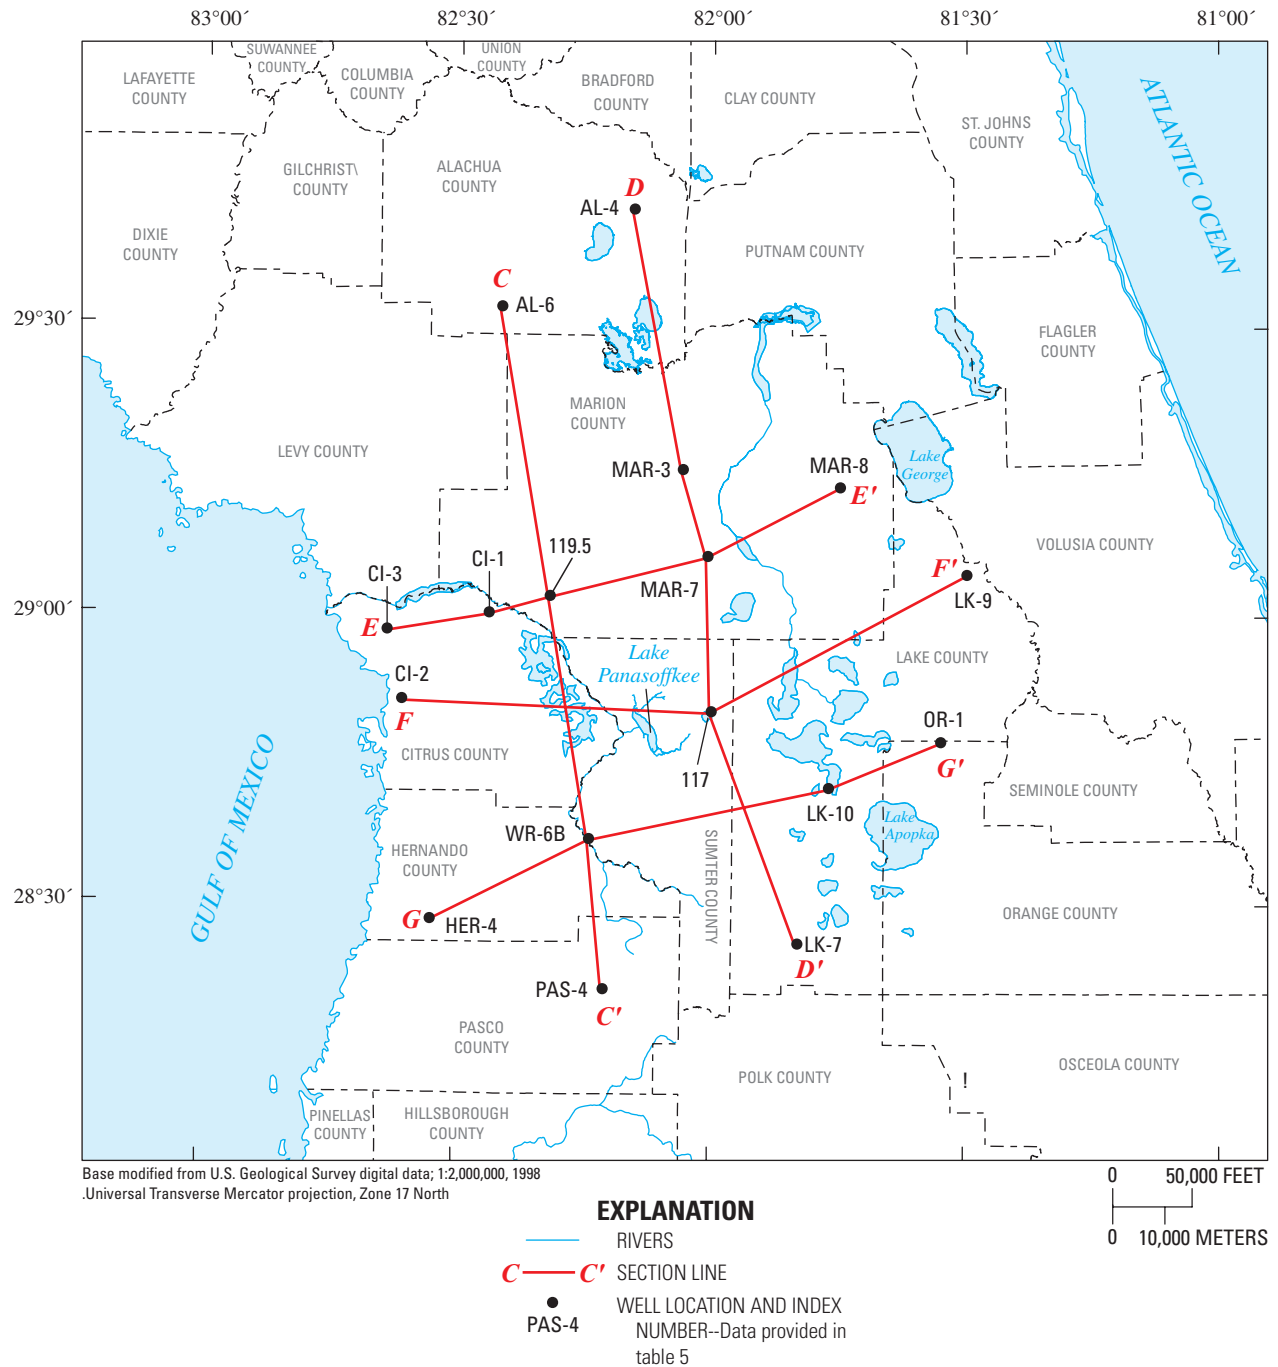 83°00´
82°30´
82°00´
81°30´
81°00´
SUWANNEE
COUNTY
UNION
COUNTY
LAFAYETTE
COUNTY
COLUMBIA
COUNTY
BRADFORD
COUNTY
CLAY COUNTY
ST. JOHNS
COUNTY
ATLANTIC OCEAN
GILCHRIST\
COUNTY
ALACHUA
COUNTY
D
AL-4
DIXIE
COUNTY
PUTNAM COUNTY
C
AL-6
29°30´
FLAGLER
COUNTY
MARION
COUNTY
LEVY COUNTY
Lake
George
MAR-3
MAR-8
E'
119.5
CI-1
CI-3
VOLUSIA COUNTY
MAR-7
F'
LK-9
29°00´
E
CI-2
Lake
Panasoffkee
LAKE COUNTY
F
OR-1
CITRUS COUNTY
G'
117
SEMINOLE COUNTY
GULF OF MEXICO
LK-10
WR-6B
Lake
Apopka
HERNANDO
COUNTY
SUMTER COUNTY
28°30´
G
HER-4
ORANGE COUNTY
LK-7
D'
PAS-4
C'
PASCO
COUNTY
OSCEOLA COUNTY
POLK COUNTY
!
PINELLAS
COUNTY
HILLSBOROUGH
COUNTY
Base modified from U.S. Geological Survey digital data; 1:2,000,000, 1998
.Universal Transverse Mercator projection, Zone 17 North
0 50,000 FEET
0 10,000 METERS
EXPLANATION
RIVERS
C C' SECTION LINE
PAS-4 WELL LOCATION AND INDEX
NUMBER--Data provided in
table 5